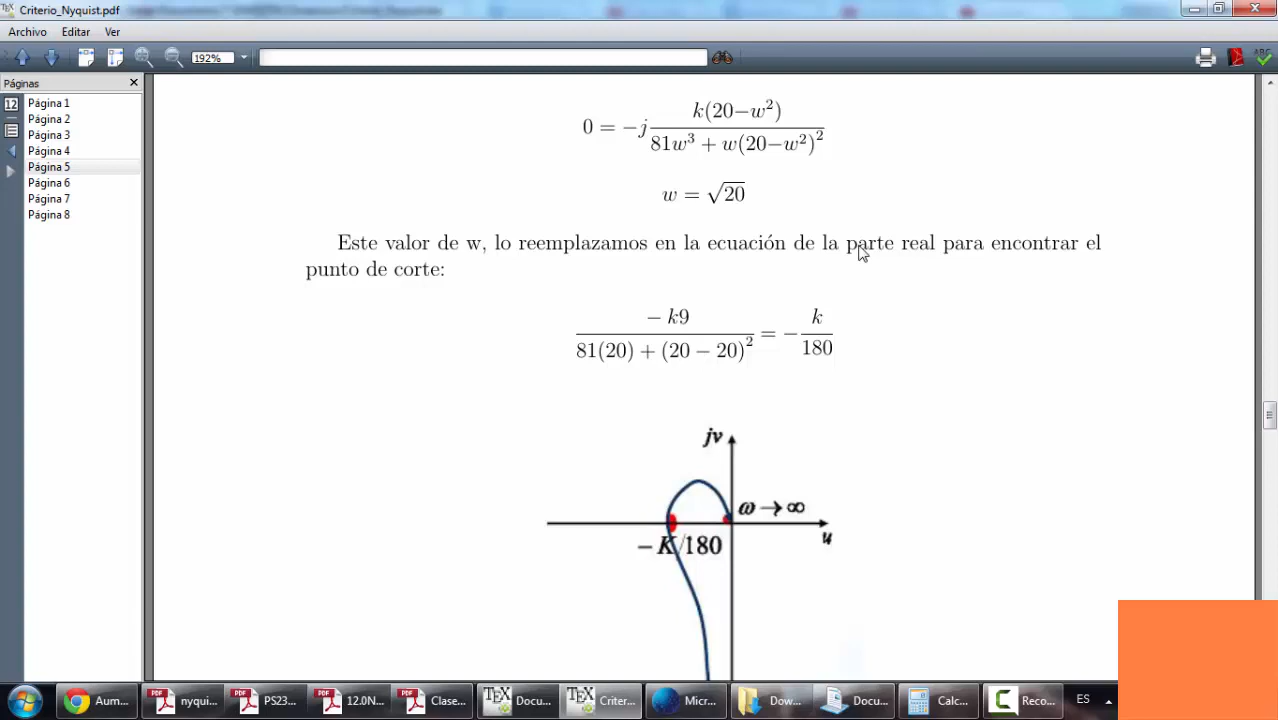 Criterio_Nyquist.pdf
Archivo Editar Ver
192%
Páginas
Página 1
Página 2
Página 3
Página 4
Página 5
Página 6
Página 7
Página 8
0 = −j k(20−w²) / 81w³ + w(20−w²)²
w = √20
Este valor de w, lo reemplazamos en la ecuación de la parte real para encontrar el
punto de corte:
− k9 / 81(20) + (20 − 20)² = − k / 180
jv
ω → ∞
− K/180
u
Aum... nyqui... PS23... 12.0N... Clase... Docu... Criter... Micr... Dow... Docu... Calc... Reco... ES